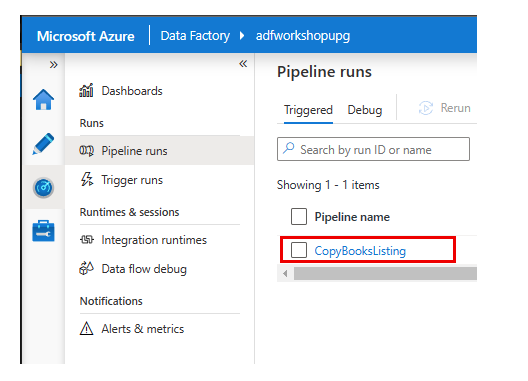 Microsoft Azure Data Factory adfworkshopupg
» «
Dashboards
Runs
Pipeline runs
Trigger runs
Runtimes & sessions
Integration runtimes
Data flow debug
Notifications
Alerts & metrics
Pipeline runs
Triggered Debug Rerun
Search by run ID or name
Showing 1 - 1 items
Pipeline name
CopyBooksListing